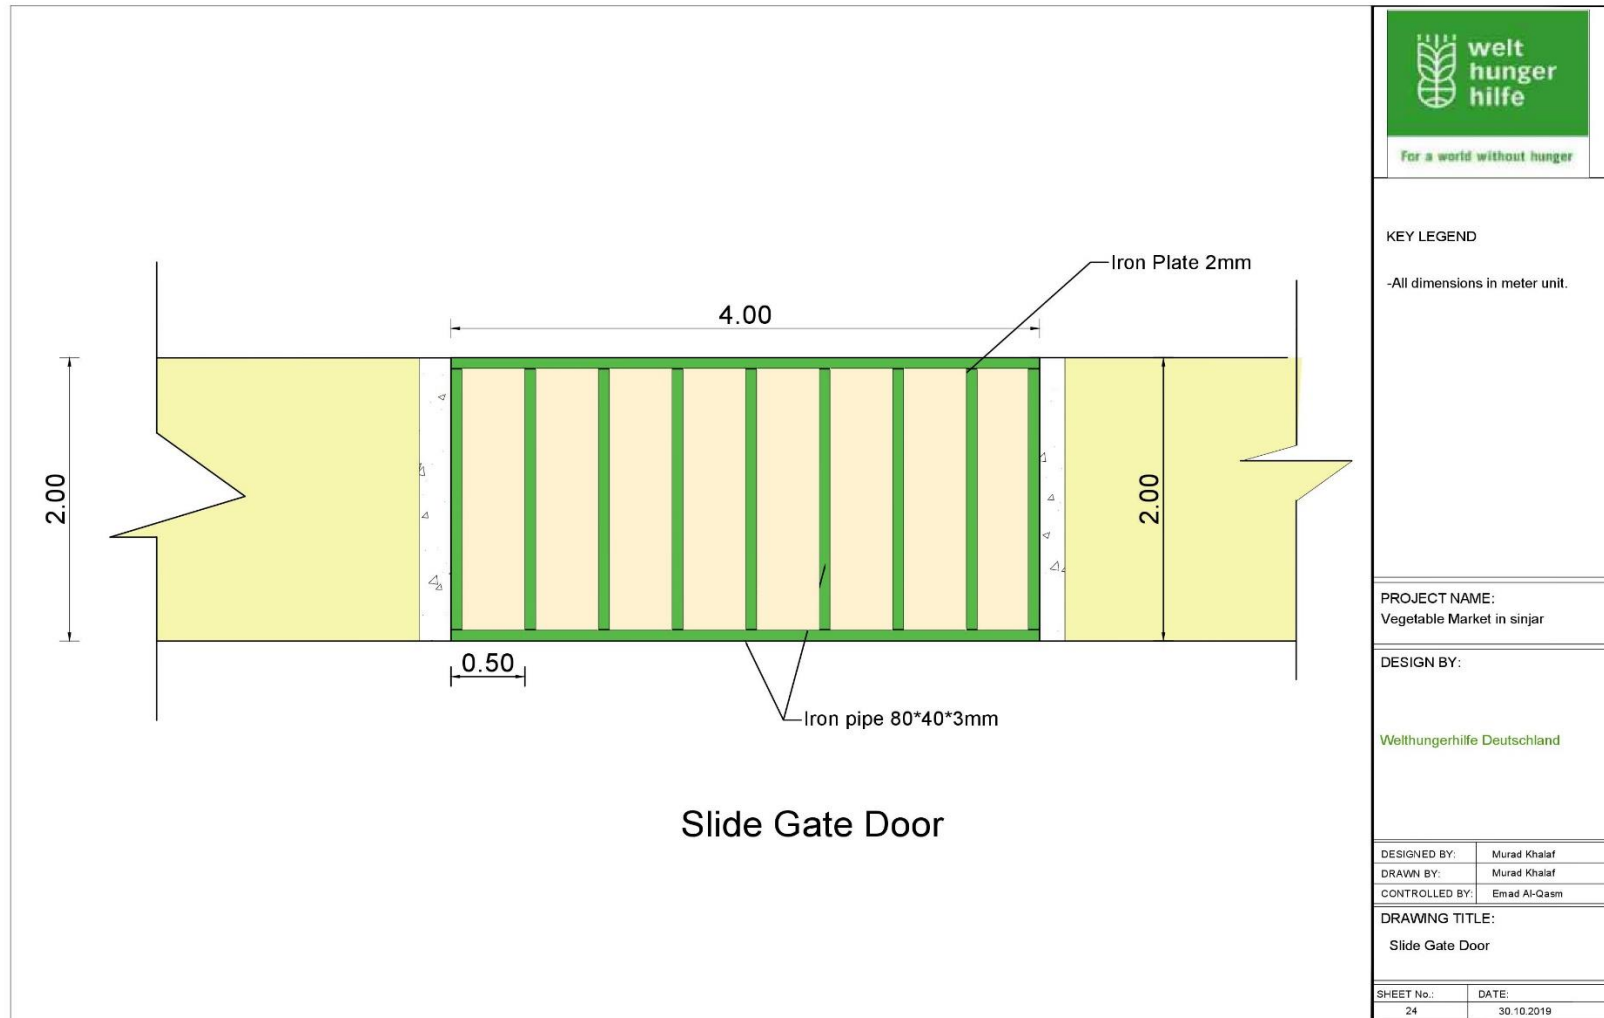 welt
hunger
hilfe
For a world without hunger
KEY LEGEND
-All dimensions in meter unit.
Iron Plate 2mm
4.00
2.00
2.00
0.50
Iron pipe 80*40*3mm
Slide Gate Door
PROJECT NAME:
Vegetable Market in sinjar
DESIGN BY:
Welthungerhilfe Deutschland
DESIGNED BY: Murad Khalaf
DRAWN BY: Murad Khalaf
CONTROLLED BY: Emad Al-Qasm
DRAWING TITLE:
Slide Gate Door
SHEET No.: DATE:
24 30.10.2019